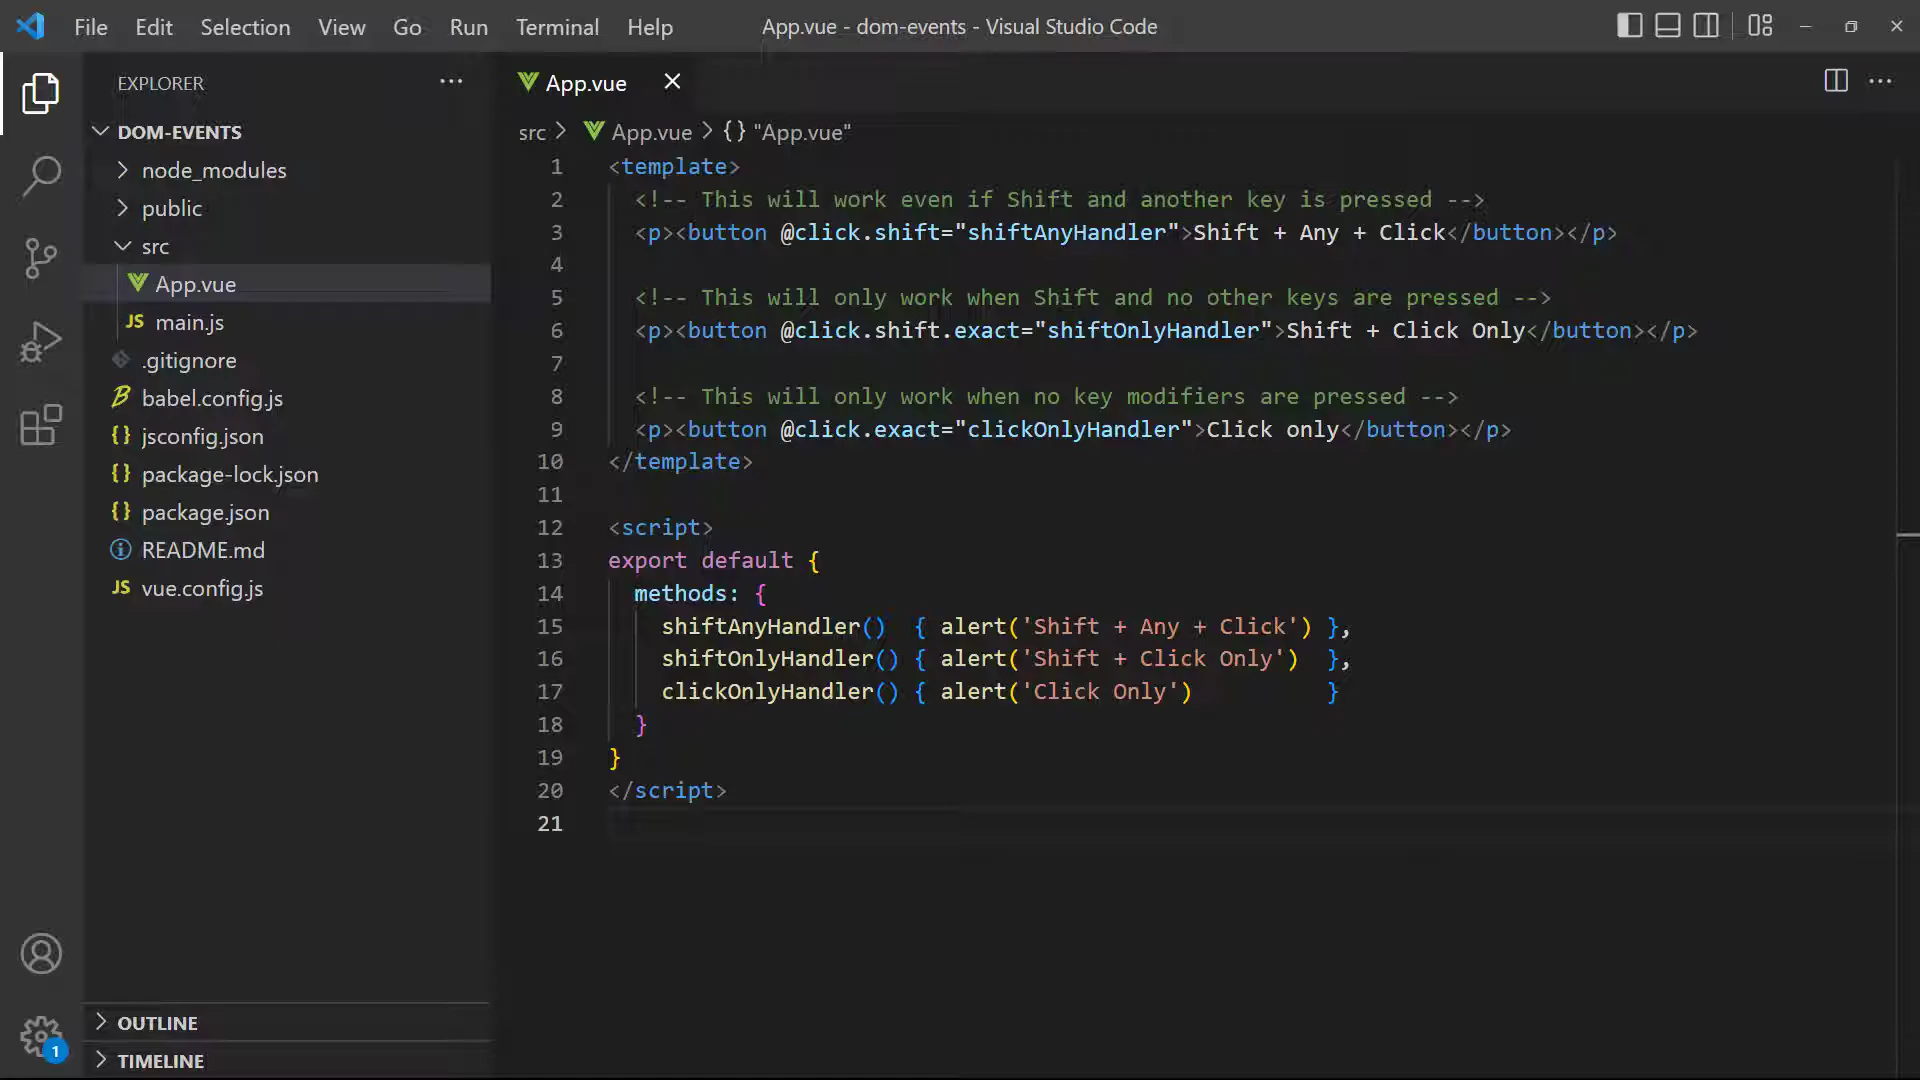 File Edit Selection View Go Run Terminal Help App.vue - dom-events - Visual Studio Code
EXPLORER
DOM-EVENTS
node_modules
public
src
App.vue
JS main.js
.gitignore
babel.config.js
{} jsconfig.json
{} package-lock.json
{} package.json
README.md
JS vue.config.js
OUTLINE
TIMELINE
1
App.vue
src > App.vue > {} "App.vue"
1 <template>
2 <!-- This will work even if Shift and another key is pressed -->
3 <p><button @click.shift="shiftAnyHandler">Shift + Any + Click</button></p>
4
5 <!-- This will only work when Shift and no other keys are pressed -->
6 <p><button @click.shift.exact="shiftOnlyHandler">Shift + Click Only</button></p>
7
8 <!-- This will only work when no key modifiers are pressed -->
9 <p><button @click.exact="clickOnlyHandler">Click only</button></p>
10 </template>
11
12 <script>
13 export default {
14 methods: {
15 shiftAnyHandler() { alert('Shift + Any + Click') },
16 shiftOnlyHandler() { alert('Shift + Click Only') },
17 clickOnlyHandler() { alert('Click Only') }
18 }
19 }
20 </script>
21